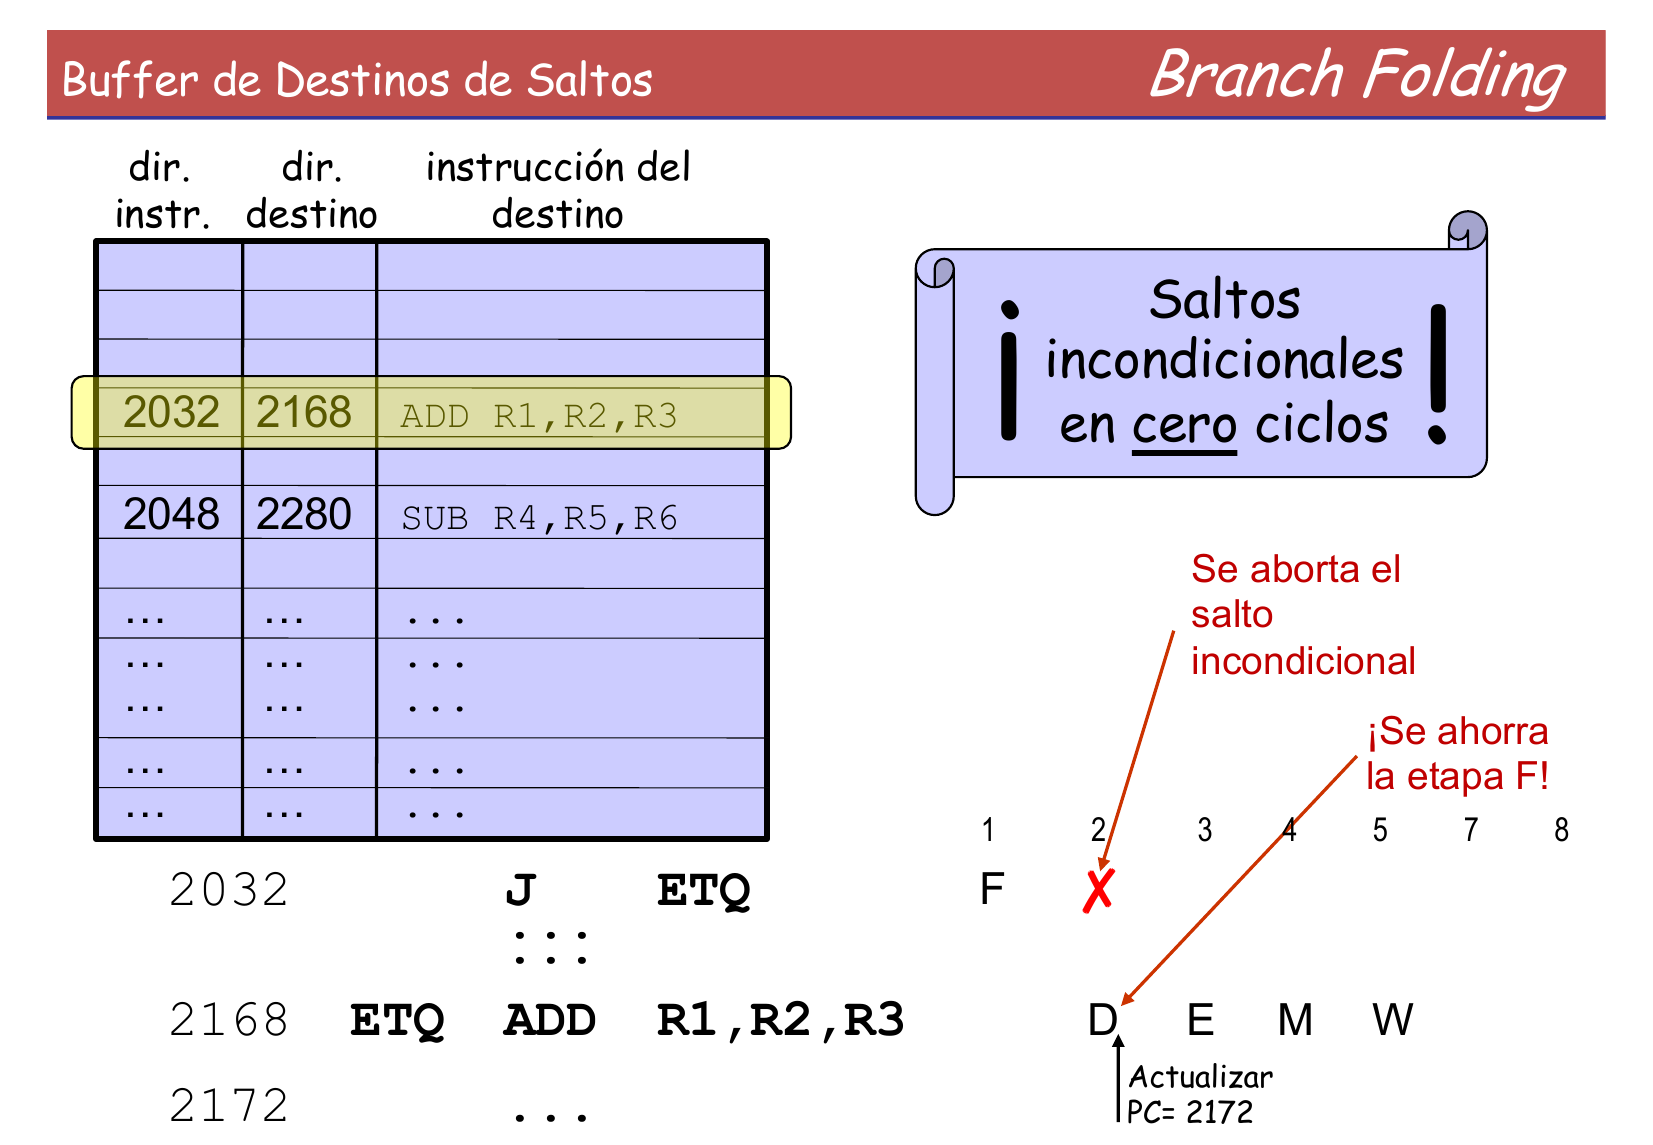 Buffer de Destinos de Saltos
Branch Folding
dir. instr.
dir. destino
instrucción del destino
2032 2168 ADD R1,R2,R3
2048 2280 SUB R4,R5,R6
... ... ...
... ... ...
... ... ...
... ... ...
... ... ...
¡ Saltos
incondicionales
en cero ciclos !
Se aborta el
salto
incondicional
¡Se ahorra
la etapa F!
1 2 3 4 5 7 8
2032 J ETQ F ✗
:::
2168 ETQ ADD R1,R2,R3 D E M W
Actualizar
PC= 2172
2172 ...